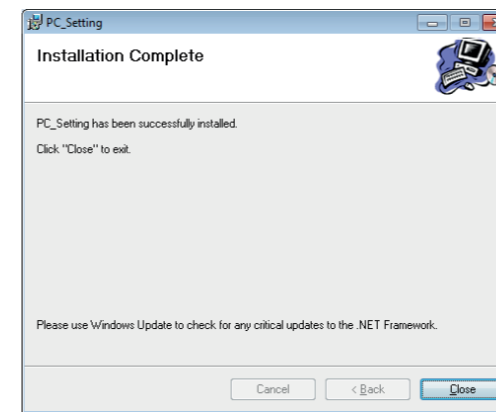 PC_Setting
Installation Complete
PC_Setting has been successfully installed.
Click "Close" to exit.
Please use Windows Update to check for any critical updates to the .NET Framework.
Cancel
< Back
Close